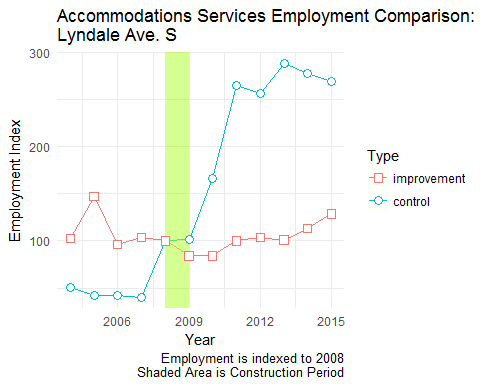 Accommodations Services Employment Comparison:
Lyndale Ave. S
300
200
100
Employment Index
2006
2009
2012
2015
Year
Type
improvement
control
Employment is indexed to 2008
Shaded Area is Construction Period